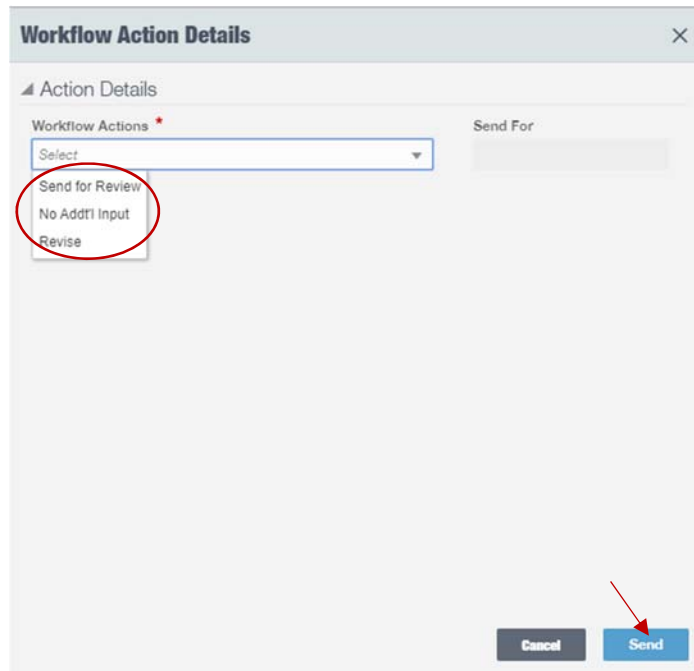 Workflow Action Details
Action Details
Workflow Actions *
Send For
Select
Send for Review
No Addt'l Input
Revise
Cancel
Send